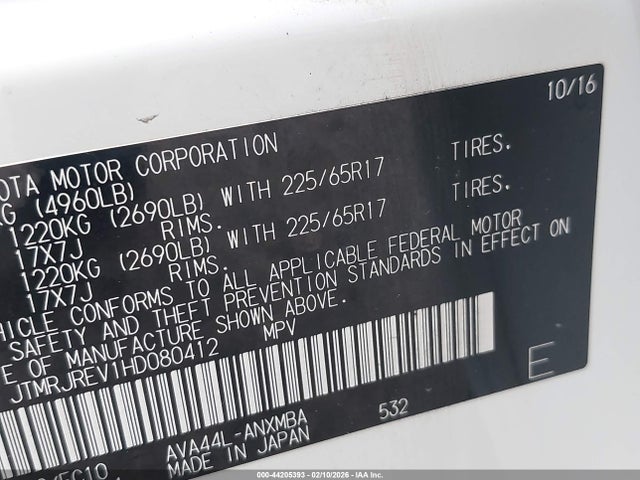 10/16
OTA MOTOR CORPORATION
G (4960LB)
1220KG (2690LB) WITH 225/65R17 TIRES.
17X7J RIMS.
1220KG (2690LB) WITH 225/65R17 TIRES.
17X7J RIMS.
HICLE CONFORMS TO ALL APPLICABLE FEDERAL MOTOR
SAFETY AND THEFT PREVENTION STANDARDS IN EFFECT ON
E OF MANUFACTURE SHOWN ABOVE.
JTMRJREV1HD080412 MPV
E
AVA44L-ANXMBA 532
MADE IN JAPAN
000-44205393 - 02/10/2026 - IAA Inc.